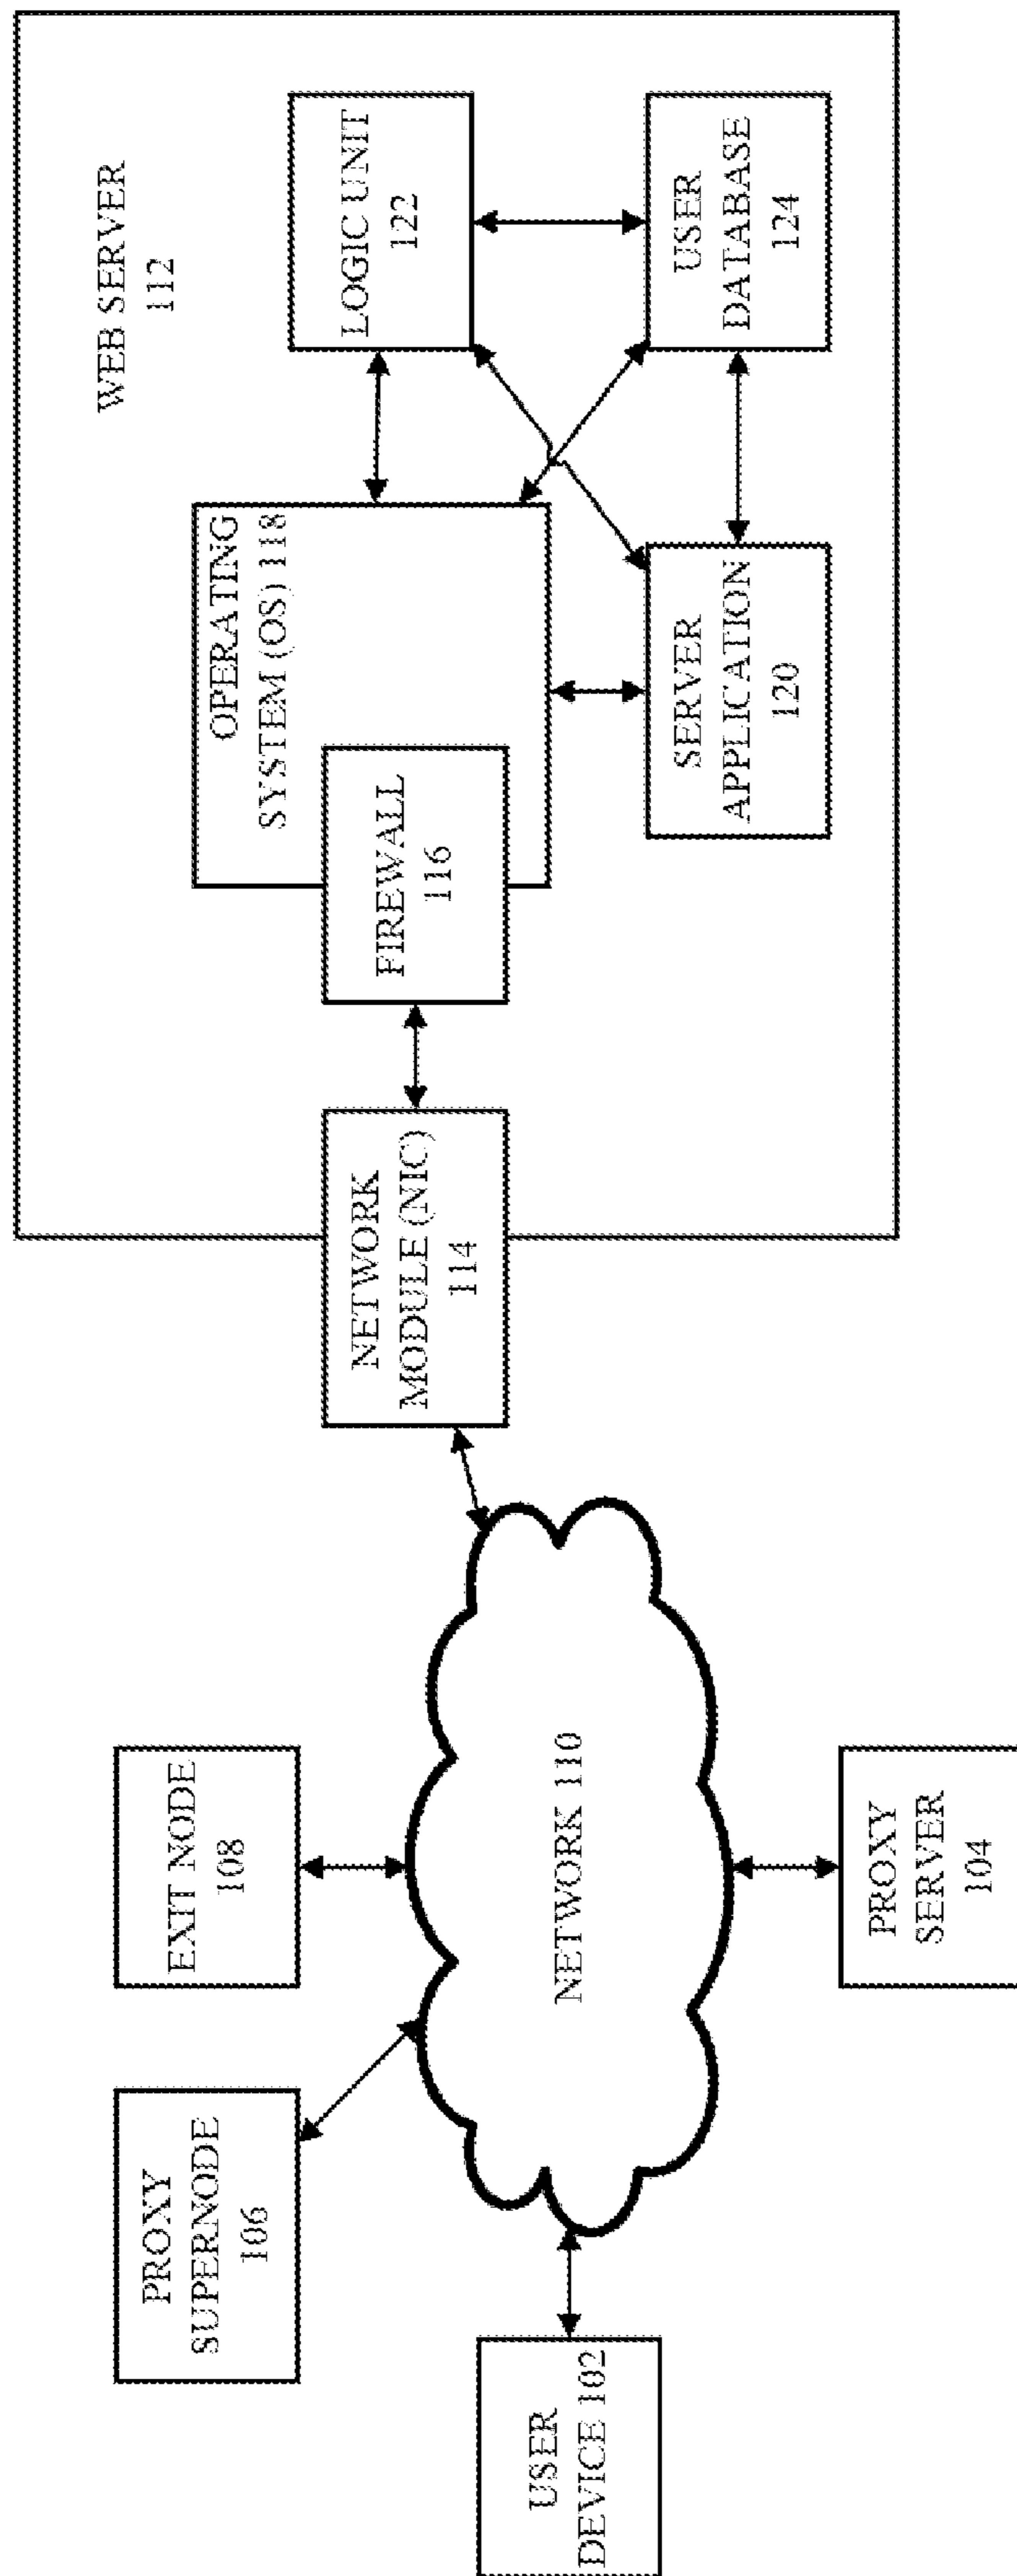 USER
DEVICE 102
PROXY
SUPERNODE
106
EXIT NODE
108
NETWORK 110
PROXY
SERVER
104
NETWORK
MODULE (NIC)
114
WEB SERVER
112
FIREWALL
116
OPERATING
SYSTEM (OS) 118
SERVER
APPLICATION
120
LOGIC UNIT
122
USER
DATABASE
124